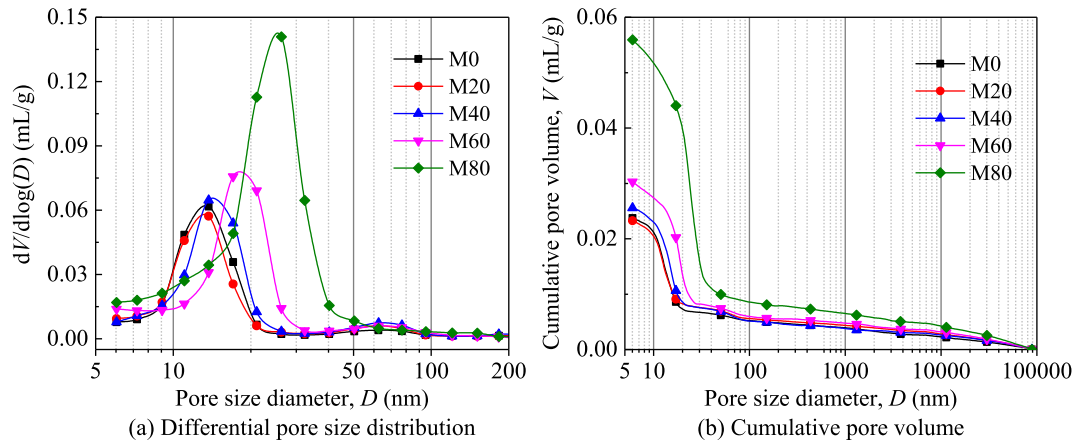 dV/dlog(D) (mL/g)
0.15
0.12
0.09
0.06
0.03
0.00
M0
M20
M40
M60
M80
5
10
50
100
200
Pore size diameter, D (nm)
(a) Differential pore size distribution
Cumulative pore volume, V (mL/g)
0.06
0.04
0.02
0.00
M0
M20
M40
M60
M80
5
10
100
1000
10000
100000
Pore size diameter, D (nm)
(b) Cumulative pore volume